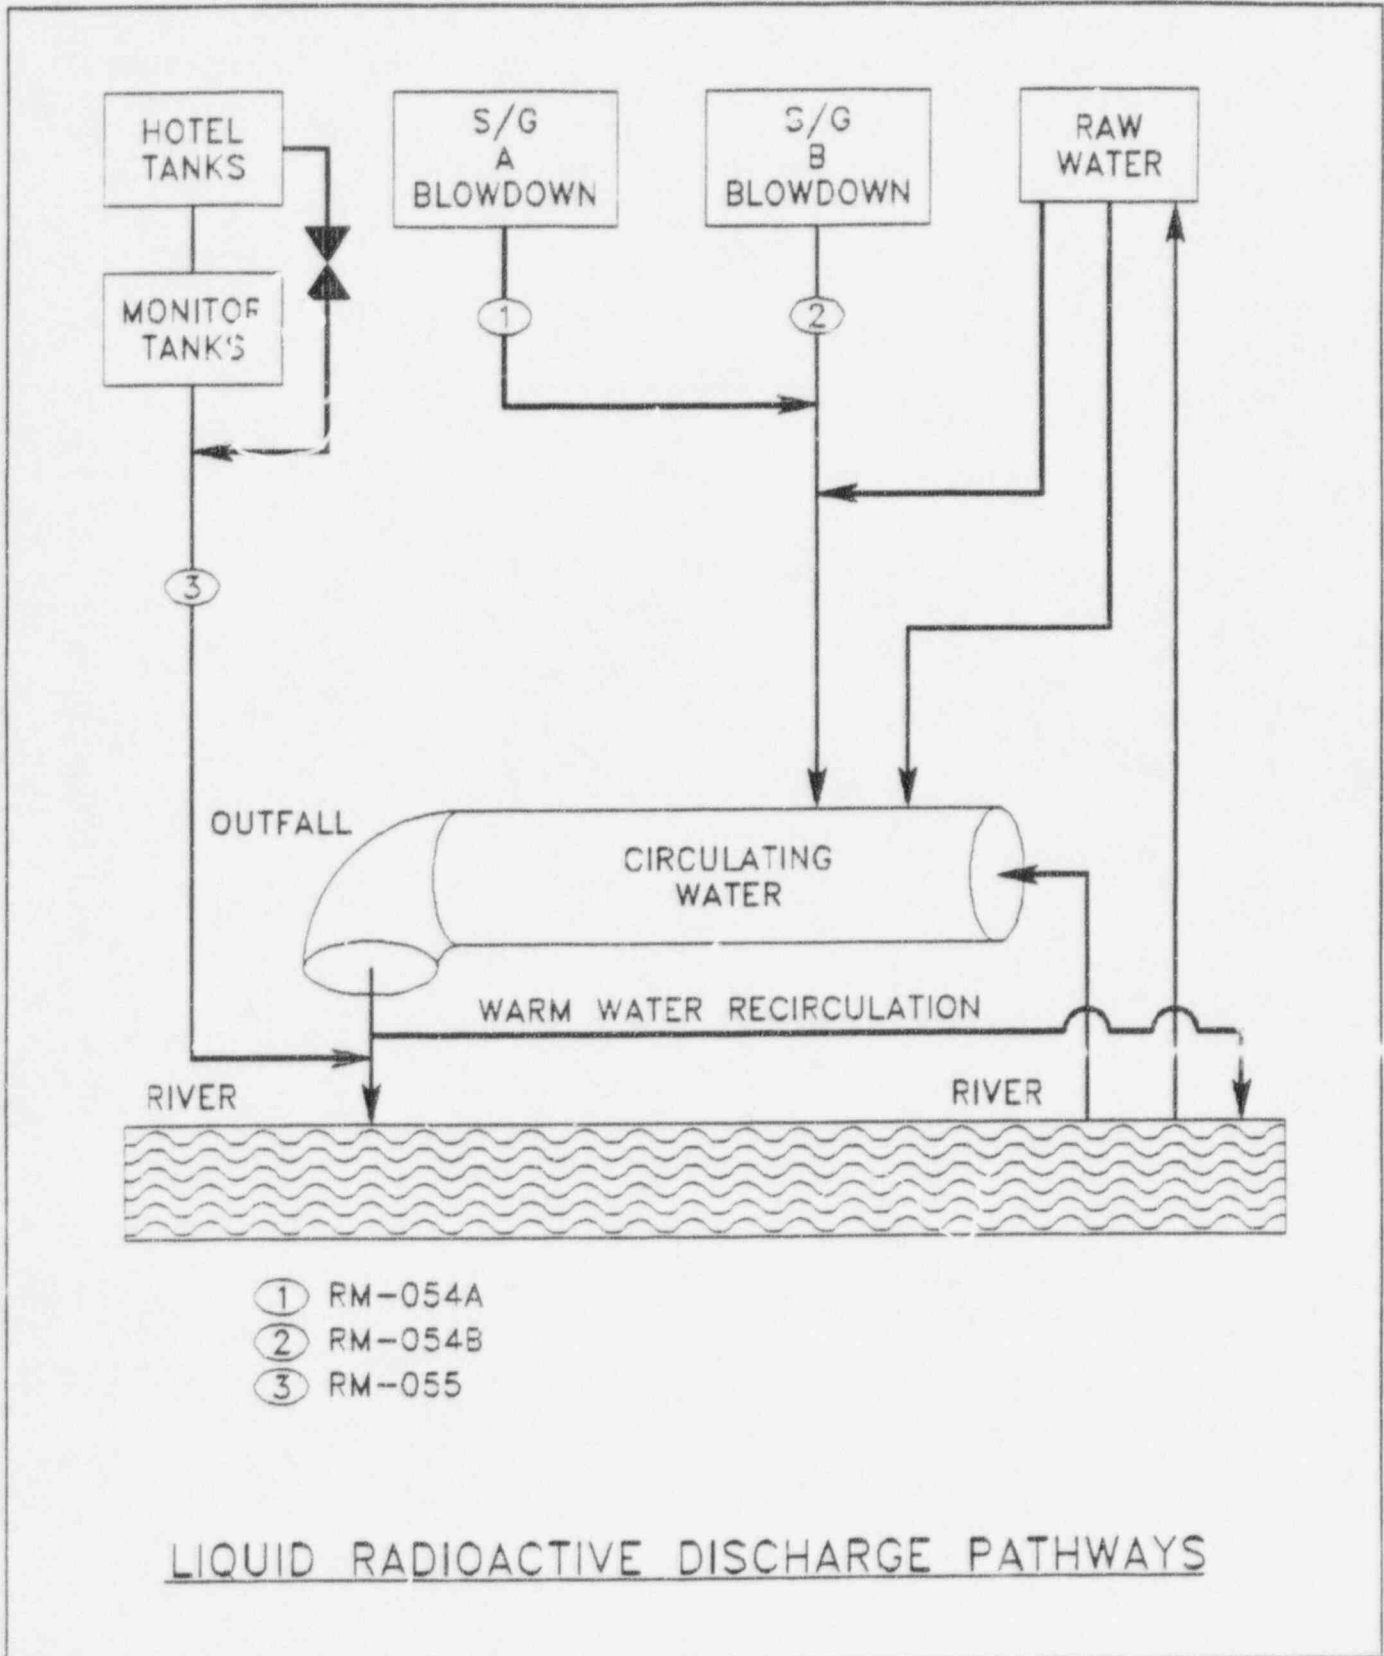 HOTEL
TANKS
S/G
A
BLOWDOWN
S/G
B
BLOWDOWN
RAW
WATER
MONITOR
TANKS
1
2
3
OUTFALL
CIRCULATING
WATER
WARM WATER RECIRCULATION
RIVER
RIVER
1 RM-054A
2 RM-054B
3 RM-055
LIQUID RADIOACTIVE DISCHARGE PATHWAYS